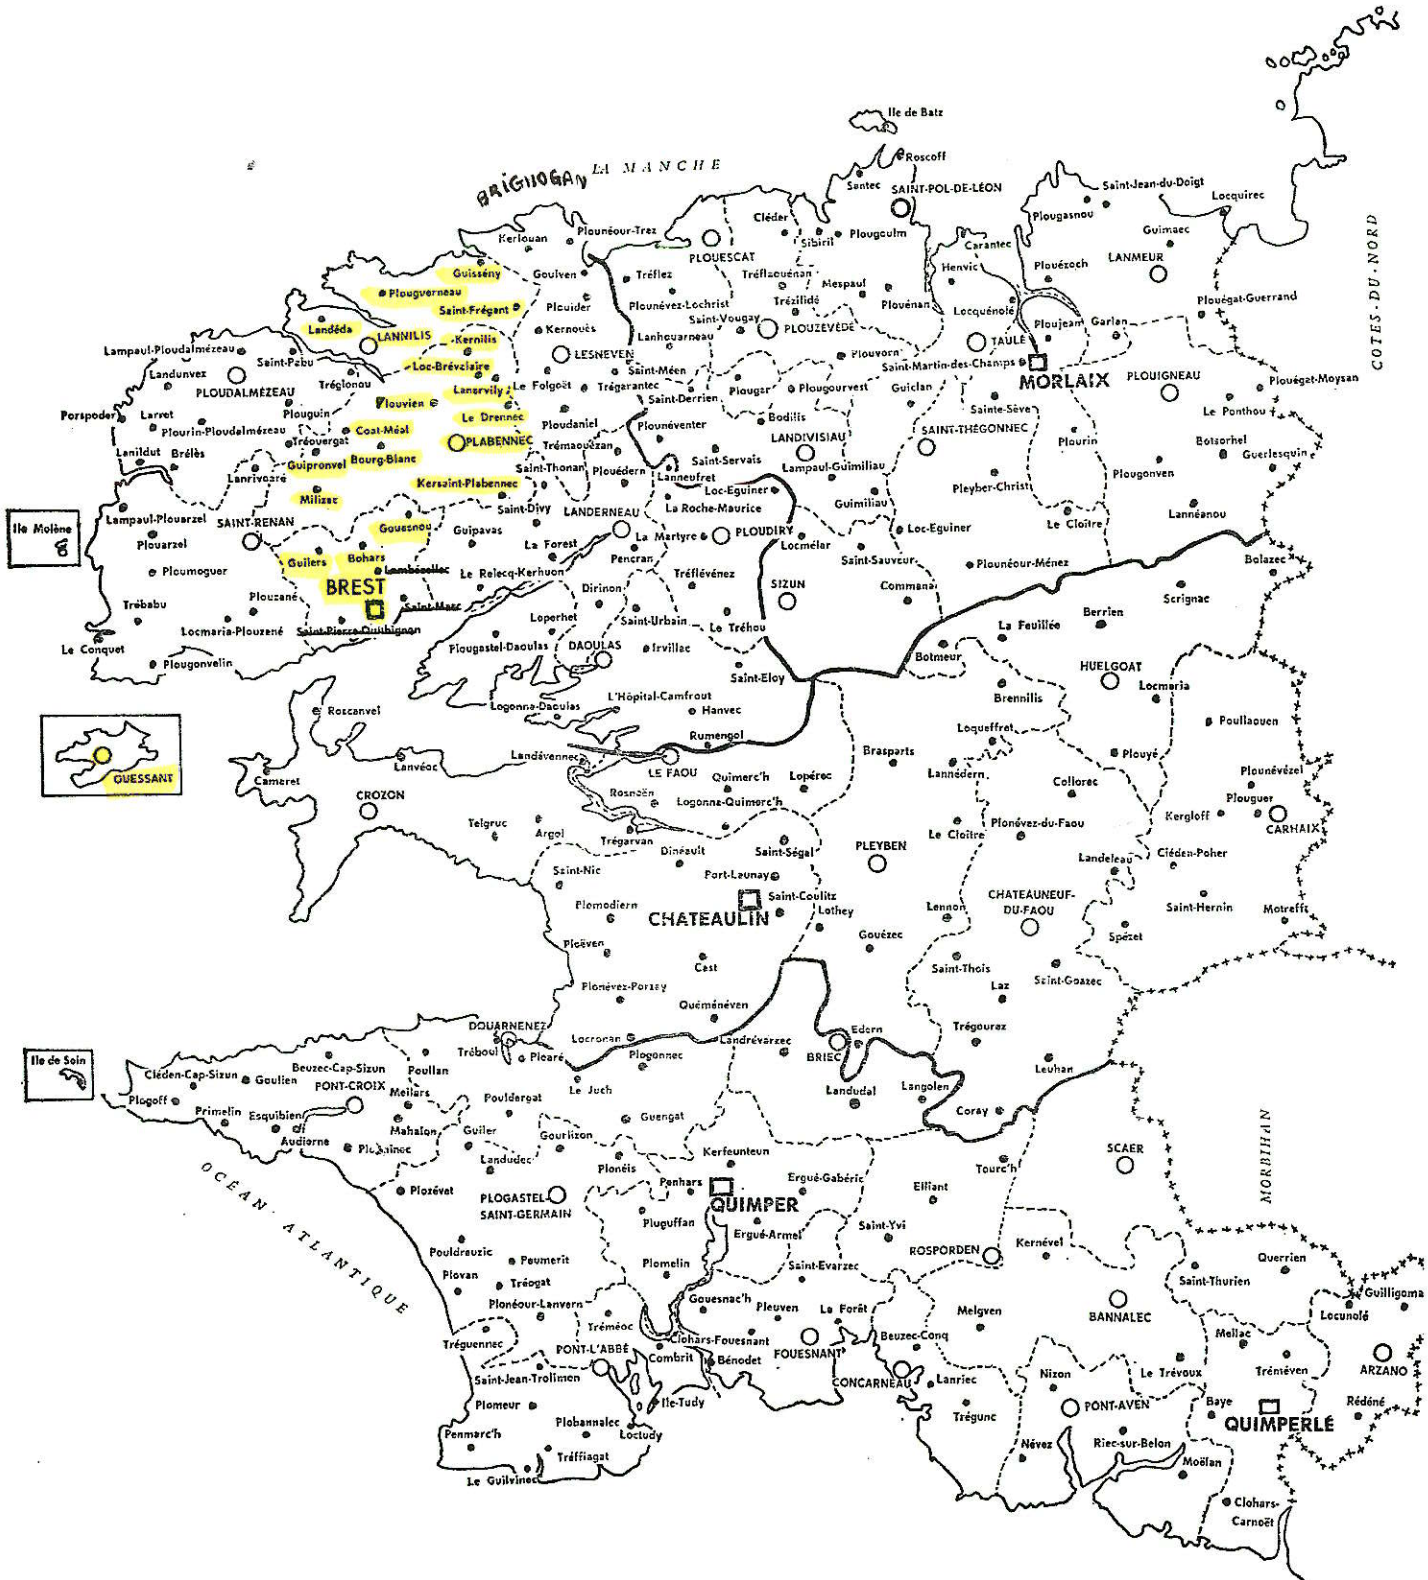 Ile de Batz
LA MANCHE
BRIGNOGAN
Roscoff
Santec
SAINT-POL-DE-LÉON
Saint-Jean-du-Doigt
Locquirec
Plougasnou
Cléder
Sibiril
Plougoulm
Guimaec
Kerlouan
Plounéour-Trez
PLOUESCAT
Carantec
Henvic
Plouézoch
LANMEUR
COTES-DU-NORD
Guissény
Goulven
Tréflez
Tréflaouénan
Mespaul
Plouguerneau
Plouider
Plounévez-Lochrist
Trézilidé
Plouénan
Locquénolé
Plouégat-Guerrand
Saint-Frégant
Saint-Vougay
PLOUZÉVÉDÉ
Ploujean
Garlan
Landéda
LANNILIS
Kernilis
Kernouès
Lanhouarneau
TAULÉ
Lampaul-Ploudalmézeau
Saint-Pabu
LESNEVEN
Plouvorn
Saint-Martin-des-Champs
MORLAIX
Landunvez
PLOUDALMÉZEAU
Tréglonou
Loc-Brévalaire
Saint-Méen
Lanarvily
Le Folgoët
Trégarantec
Saint-Derrien
Plougar
Plougourvest
Guiclan
PLOUIGNEAU
Plouégat-Moysan
Porspoder
Larret
Plouguin
Plouvien
Le Drennec
Ploudaniel
Bodilis
Sainte-Sève
Le Ponthou
Plourin-Ploudalmézeau
Coat-Méal
Plounéventer
LANDIVISIAU
SAINT-THÉGONNEC
Plourin
Tréouergat
PLABENNEC
Trémaouézan
Botsorhel
Lanildut
Brélès
Guipronvel
Bourg-Blanc
Saint-Thonan
Plouédern
Saint-Servais
Lampaul-Guimiliau
Plougonven
Guerlesquin
Lanrivoaré
Lanneufret
Milizac
Kersaint-Plabennec
Loc-Eguiner
Guimiliau
Pleyber-Christ
Saint-Divy
La Roche-Maurice
Lannéanou
Ile Molène
Lampaul-Plouarzel
SAINT-RENAN
Gouesnou
Guipavas
LANDERNEAU
Loc-Eguiner
Le Cloître
Plouarzel
La Forest
La Martyre
PLOUDIRY
Locmélar
Saint-Sauveur
Guilers
Bohars
Pencran
Plounéour-Ménez
Bolazec
Ploumoguer
Lambézellec
Le Relecq-Kerhuon
Tréflévénez
SIZUN
Commana
BREST
Dirinon
Scrignac
Trébabu
Plouzané
Saint-Marc
Loperhet
Saint-Urbain
Le Tréhou
Berrien
Locmaria-Plouzené
Saint-Pierre-Quilbignon
La Feuillée
Le Conquet
Plougastel-Daoulas
DAOULAS
Irvillac
Botmeur
Plougonvelin
Saint-Eloy
HUELGOAT
Brennilis
Locmaria
L'Hôpital-Camfrout
Roscanvel
Logonna-Daoulas
Hanvec
Poullaouen
Loqueffret
Rumengol
Landévennec
Brasparts
Plouyé
OUESSANT
Camaret
Lanvéoc
LE FAOU
Lannédern
Quimerc'h
Lopérec
Collorec
Plounévézel
CROZON
Rosnoën
Logonna-Quimerc'h
Plouguer
Telgruc
Argol
Le Cloître
Plonévez-du-Faou
Kergloff
CARHAIX
Trégarvan
Dinéault
Saint-Ségal
PLEYBEN
Landeleau
Cléden-Poher
Saint-Nic
Port-Launay
CHATEAUNEUF-
DU-FAOU
Saint-Coulitz
Plomodiern
CHATEAULIN
Lothey
Lennon
Saint-Hernin
Motreff
Ploéven
Gouézec
Spézet
Cast
Saint-Thois
Saint-Goazec
Plonévez-Porzay
Laz
Quéménéven
DOUARNENEZ
Trégourez
Tréboul
Ploaré
Locronan
Landrévarzec
Edern
BRIEC
Ile de Sein
Plogonnec
Leuhan
Cléden-Cap-Sizun
Goulien
Beuzec-Cap-Sizun
Poullan
PONT-CROIX
Le Juch
Landudal
Langolen
Plogoff
Meilars
Pouldergat
Coray
Primelin
Esquibien
Mahalon
Guengat
Audierne
Guiler
Gourlizon
SCAER
MORBIHAN
Kerfeunteun
Landudec
Plonéis
Tourc'h
OCÉAN ATLANTIQUE
Plozévet
PLOGASTEL-
SAINT-GERMAIN
Penhars
QUIMPER
Ergué-Gabéric
Elliant
Pluguffan
Ergué-Armel
Saint-Yvi
ROSPORDEN
Kernével
Pouldreuzic
Peumerit
Plomelin
Saint-Evarzec
Querrien
Plovan
Tréogat
Saint-Thurien
Plonéour-Lanvern
Gouesnac'h
Pleuven
La Forêt
Melgven
BANNALEC
Guilligomarc'h
Locunolé
Tréméoc
Clohars-Fouesnant
Beuzec-Conq
Mellac
Tréguennec
PONT-L'ABBÉ
Combrit
Bénodet
FOUESNANT
Saint-Jean-Trolimon
CONCARNEAU
Lanriec
Nizon
Le Trévoux
Tréméven
ARZANO
Plomeur
Ile-Tudy
Trégunc
PONT-AVEN
Baye
QUIMPERLÉ
Rédéné
Penmarc'h
Plobannalec
Loctudy
Névez
Riec-sur-Belon
Tréffiagat
Moëlan
Le Guilvinec
Clohars-
Carnoët